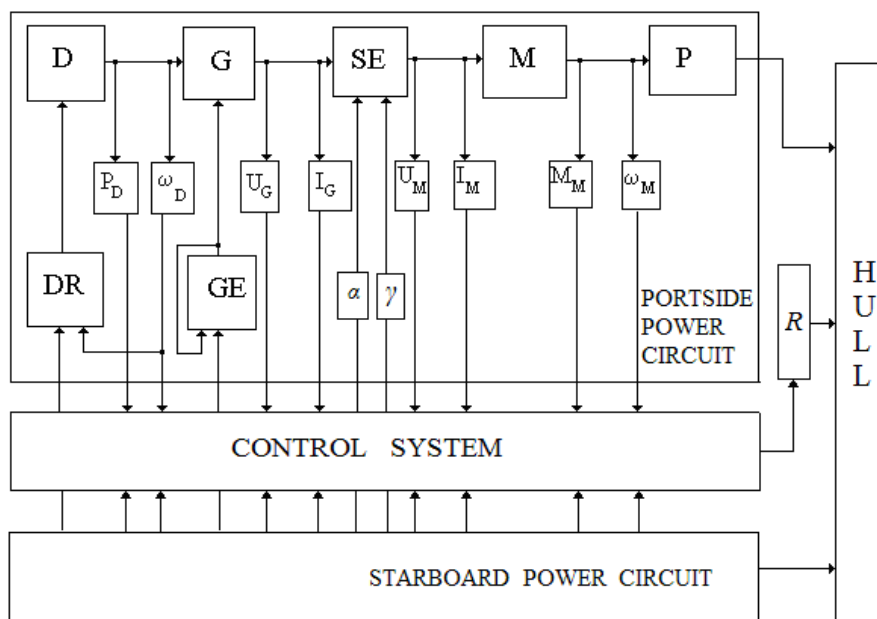 D G SE M P
P_D ω_D U_G I_G U_M I_M M_M ω_M
DR GE α γ
PORTSIDE
POWER
CIRCUIT
R
H
U
L
L
CONTROL SYSTEM
STARBOARD POWER CIRCUIT